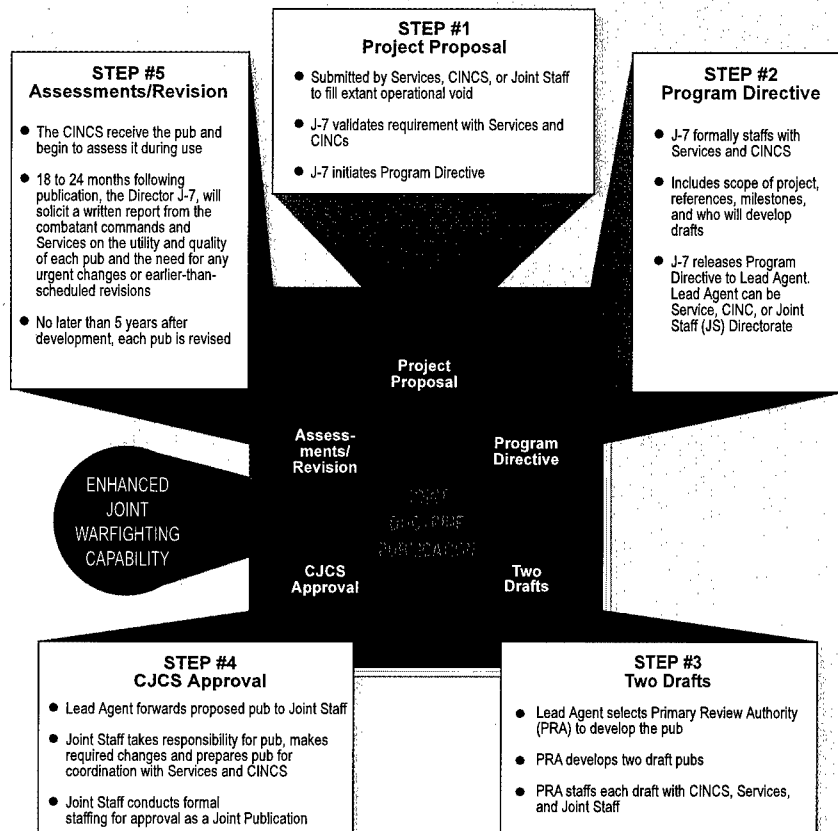 STEP #1
Project Proposal
● Submitted by Services, CINCS, or Joint Staff
to fill extant operational void
● J-7 validates requirement with Services and
CINCs
● J-7 initiates Program Directive
STEP #5
Assessments/Revision
● The CINCS receive the pub and
begin to assess it during use
● 18 to 24 months following
publication, the Director J-7, will
solicit a written report from the
combatant commands and
Services on the utility and quality
of each pub and the need for any
urgent changes or earlier-than-
scheduled revisions
● No later than 5 years after
development, each pub is revised
STEP #2
Program Directive
● J-7 formally staffs with
Services and CINCS
● Includes scope of project,
references, milestones,
and who will develop
drafts
● J-7 releases Program
Directive to Lead Agent.
Lead Agent can be
Service, CINC, or Joint
Staff (JS) Directorate
Project
Proposal
Assess-
ments/
Revision
Program
Directive
JOINT
DOCTRINE
PUBLICATION
ENHANCED
JOINT
WARFIGHTING
CAPABILITY
CJCS
Approval
Two
Drafts
STEP #4
CJCS Approval
● Lead Agent forwards proposed pub to Joint Staff
● Joint Staff takes responsibility for pub, makes
required changes and prepares pub for
coordination with Services and CINCS
● Joint Staff conducts formal
staffing for approval as a Joint Publication
STEP #3
Two Drafts
● Lead Agent selects Primary Review Authority
(PRA) to develop the pub
● PRA develops two draft pubs
● PRA staffs each draft with CINCS, Services,
and Joint Staff